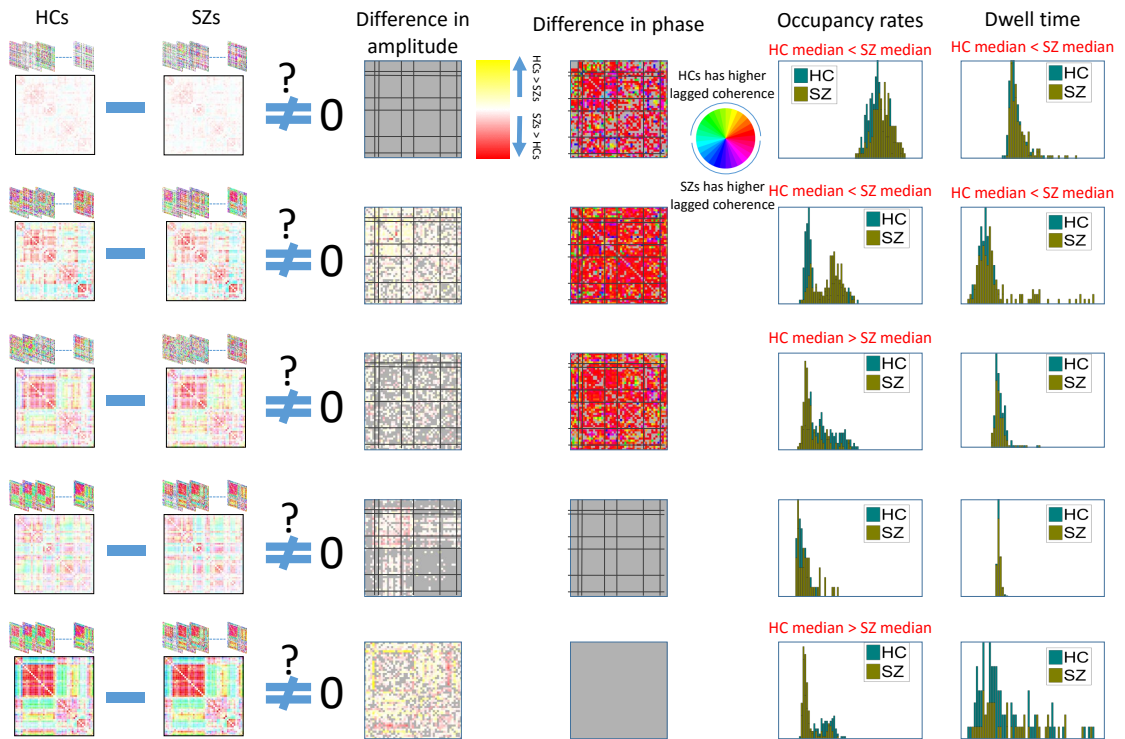 HCs
SZs
Difference in
amplitude
Difference in phase
Occupancy rates
Dwell time
?
≠ 0
HCs > SZs
SZs > HCs
HCs has higher
lagged coherence
SZs has higher
lagged coherence
HC median < SZ median
HC
SZ
HC median < SZ median
HC
SZ
?
≠ 0
HC median < SZ median
HC
SZ
HC median < SZ median
HC
SZ
?
≠ 0
HC median > SZ median
HC
SZ
HC
SZ
?
≠ 0
HC
SZ
HC
SZ
?
≠ 0
HC median > SZ median
HC
SZ
HC
SZ